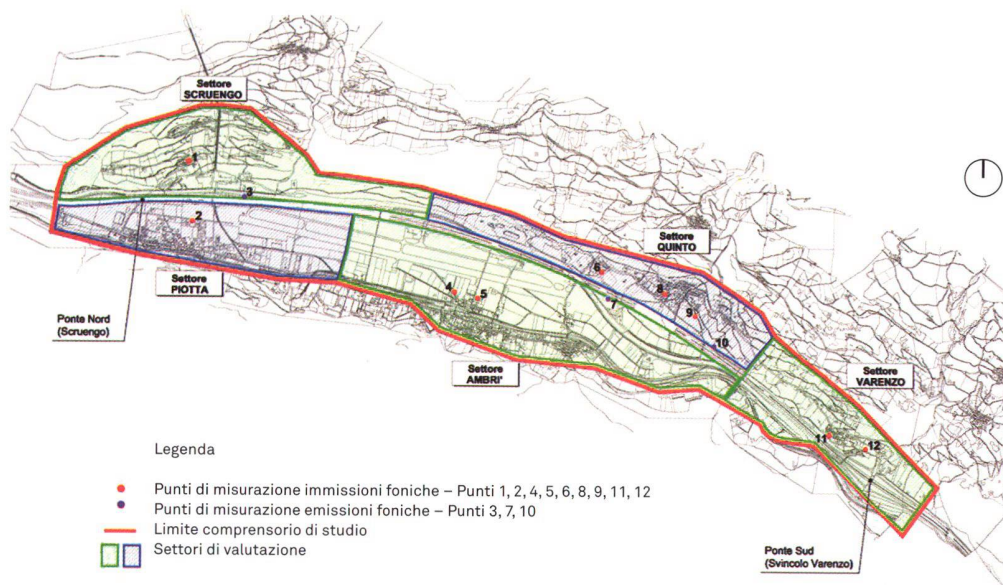 Settore
SCRUENGO
1
3
2
Settore
PIOTTA
Ponte Nord
(Scruengo)
Settore
QUINTO
6
8
4
5
7
9
10
Settore
AMBRI'
Settore
VARENZO
11
12
Ponte Sud
(Svincolo Varenzo)
Legenda
Punti di misurazione immissioni foniche – Punti 1, 2, 4, 5, 6, 8, 9, 11, 12
Punti di misurazione emissioni foniche – Punti 3, 7, 10
Limite comprensorio di studio
Settori di valutazione